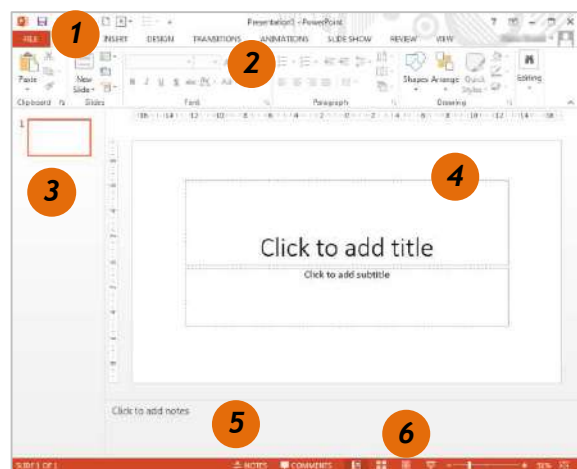 Presentation1 - PowerPoint
FILE INSERT DESIGN TRANSITIONS ANIMATIONS SLIDE SHOW REVIEW VIEW
1
2
Paste New Slide Shapes Arrange Quick Styles Editing
Clipboard Slides Font Paragraph Drawing
1
3
4
Click to add title
Click to add subtitle
Click to add notes
5
6
SLIDE 1 OF 1 NOTES COMMENTS